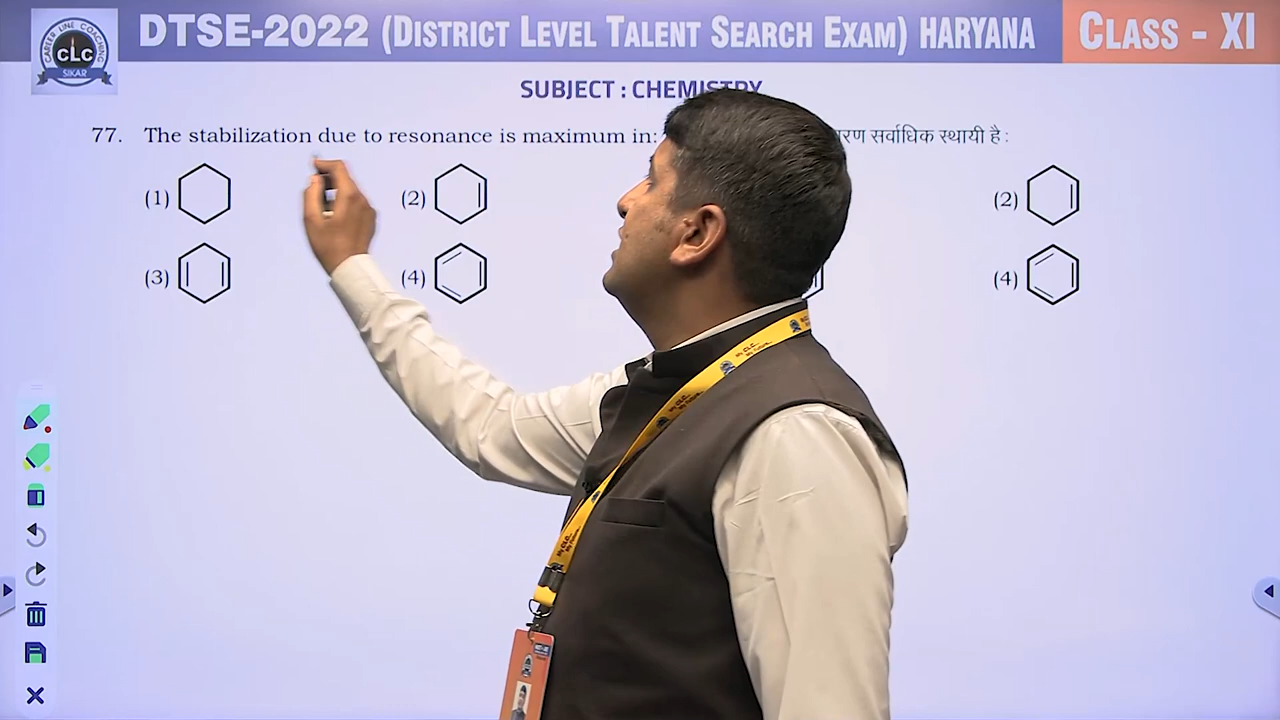 DTSE-2022 (DISTRICT LEVEL TALENT SEARCH EXAM) HARYANA
CLASS - XI
CAREER LINE COACHING
CLC
SIKAR
SUBJECT : CHEMISTRY
77. The stabilization due to resonance is maximum in: सर्वाधिक स्थायी है :
(1) (2) (2)
(3) (4) (4)